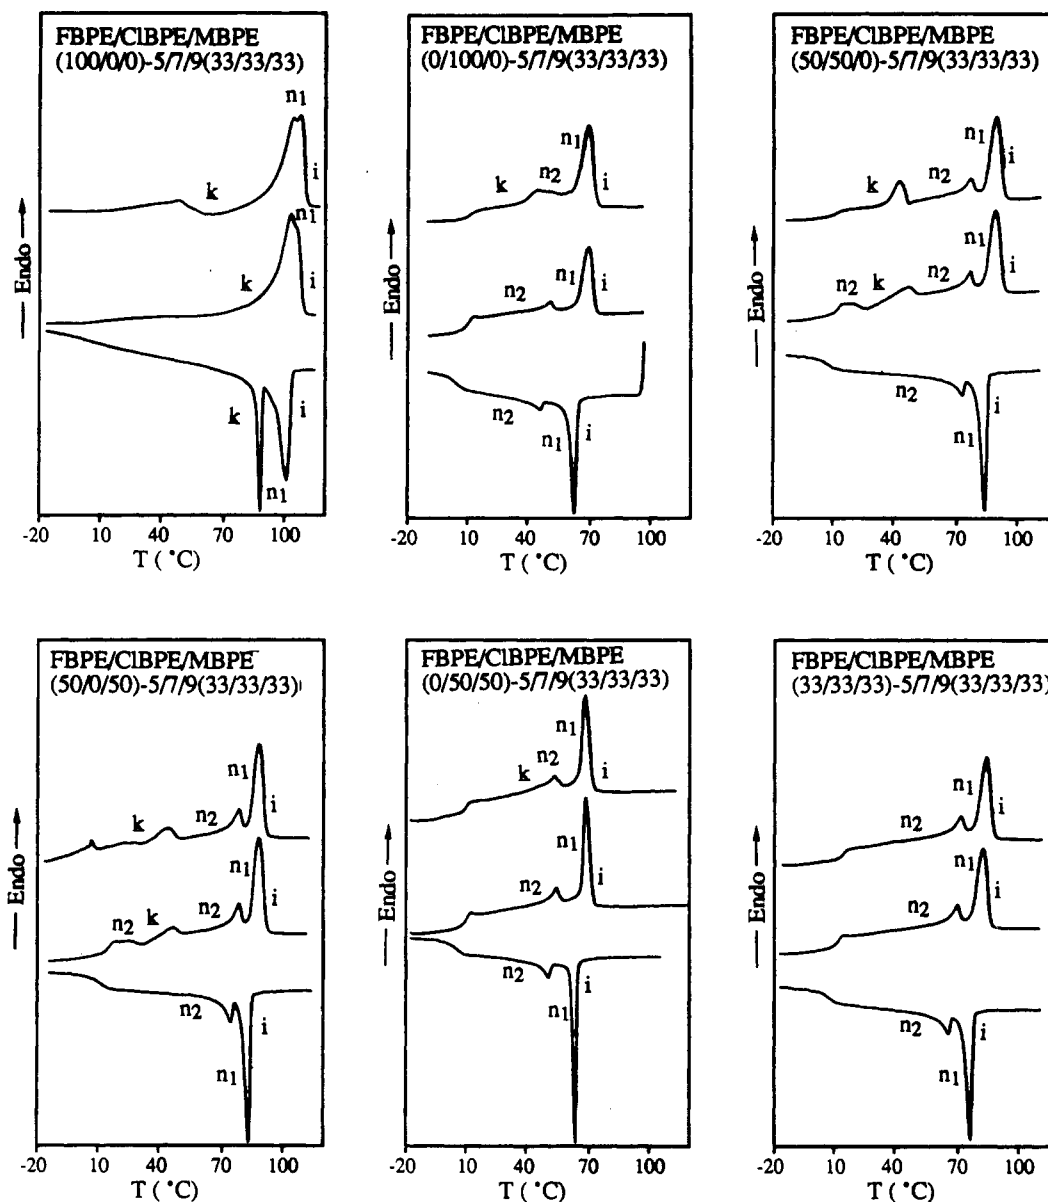 FBPE/ClBPE/MBPE
(100/0/0)-5/7/9(33/33/33)
n1
k
i
n1
k
i
k
n1
i
— Endo →
-20 10 70 40 100
T ( °C)
FBPE/ClBPE/MBPE
(0/100/0)-5/7/9(33/33/33)
n1
k n2 i
n1
n2 i
n2 n1 i
— Endo →
-20 10 40 70 100
T ( °C)
FBPE/ClBPE/MBPE
(50/50/0)-5/7/9(33/33/33)
n1
k n2 i
n1
n2 k n2 i
n2 i
n1
— Endo →
-20 10 40 70 100
T ( °C)
FBPE/ClBPE/MBPE
(50/0/50)-5/7/9(33/33/33)
n1
k n2 i
n1
n2 k n2 i
n2 i
n1
— Endo →
-20 10 40 70 100
T ( °C)
FBPE/ClBPE/MBPE
(0/50/50)-5/7/9(33/33/33)
n1
k n2 i
n1
n2 i
n2 i
n1
— Endo →
-20 10 40 70 100
T ( °C)
FBPE/ClBPE/MBPE
(33/33/33)-5/7/9(33/33/33)
n1
n2 i
n1
n2 i
n2 i
n1
— Endo →
-20 10 40 70 100
T ( °C)